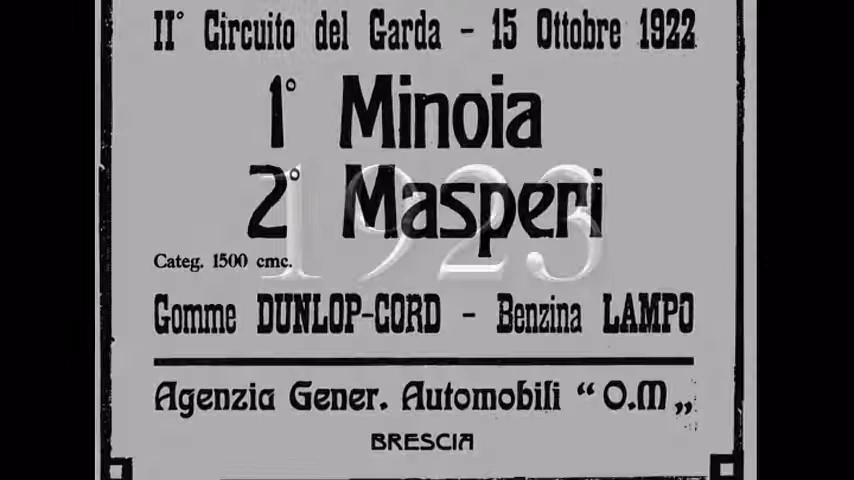 II° Circuito del Garda - 15 Ottobre 1922
1° Minoia
2° Masperi
1923
Categ. 1500 cmc.
Gomme DUNLOP-CORD - Benzina LAMPO
Agenzia Gener. Automobili “O.M„
BRESCIA